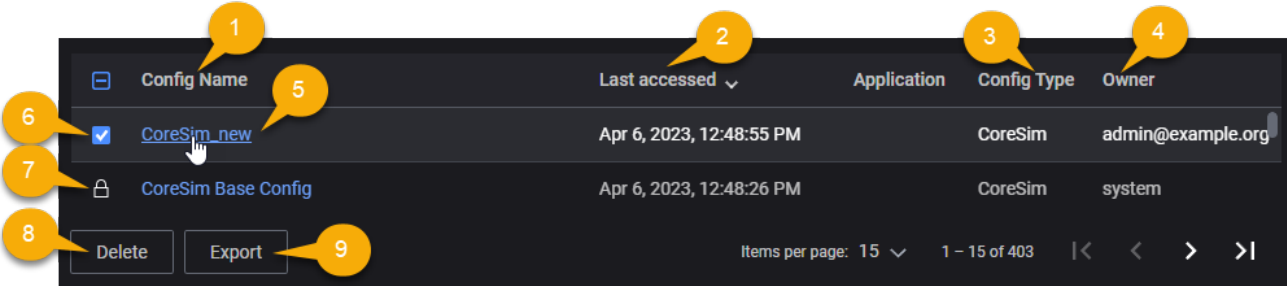 1 2 3 4
Config Name Last accessed Application Config Type Owner
5
6 CoreSim_new Apr 6, 2023, 12:48:55 PM CoreSim admin@example.org
7 CoreSim Base Config Apr 6, 2023, 12:48:26 PM CoreSim system
8 Delete Export 9 Items per page: 15 1 – 15 of 403